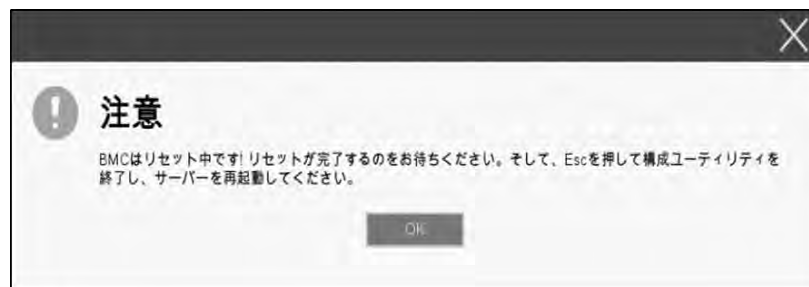 注意
BMCはリセット中です! リセットが完了するのをお待ちください。そして、Escを押して構成ユーティリティを
終了し、サーバーを再起動してください。
OK